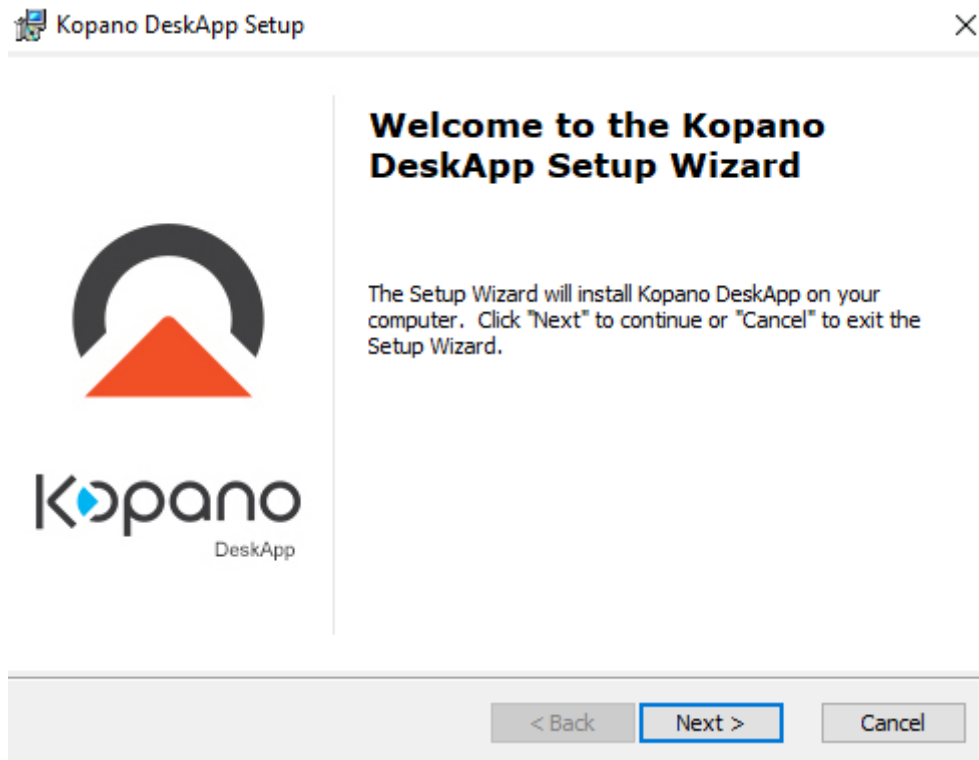 Kopano DeskApp Setup
Welcome to the Kopano
DeskApp Setup Wizard
The Setup Wizard will install Kopano DeskApp on your
computer.  Click "Next" to continue or "Cancel" to exit the
Setup Wizard.
kopano
DeskApp
< Back
Next >
Cancel